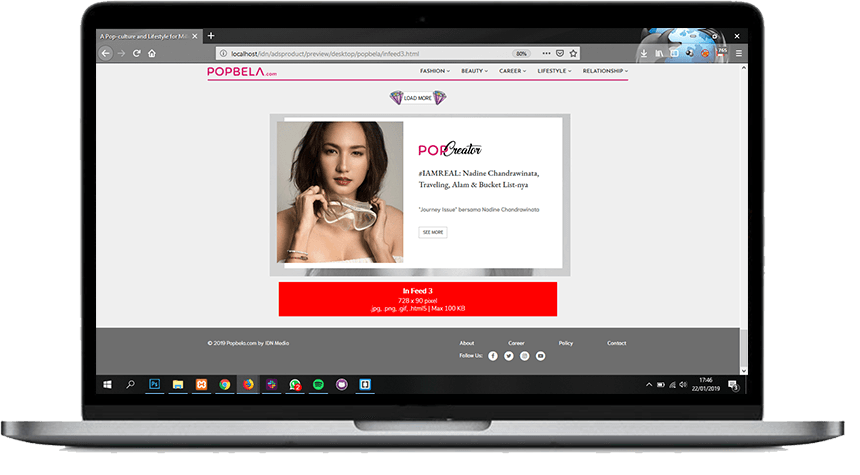 A Pop-culture and Lifestyle for Mill
localhost/idn/adsproduct/preview/desktop/popbela/infeed3.html
80%
POPBELA.com
FASHION
BEAUTY
CAREER
LIFESTYLE
RELATIONSHIP
LOAD MORE
POPCreator
#IAMREAL: Nadine Chandrawinata,
Traveling, Alam & Bucket List-nya
"Journey Issue" bersama Nadine Chandrawinata
SEE MORE
In Feed 3
728 x 90 pixel
.jpg, .png, .gif, .html5 | Max 100 KB
© 2019 Popbela.com by IDN Media
About
Career
Policy
Contact
Follow Us:
Ps
17:46
22/01/2019